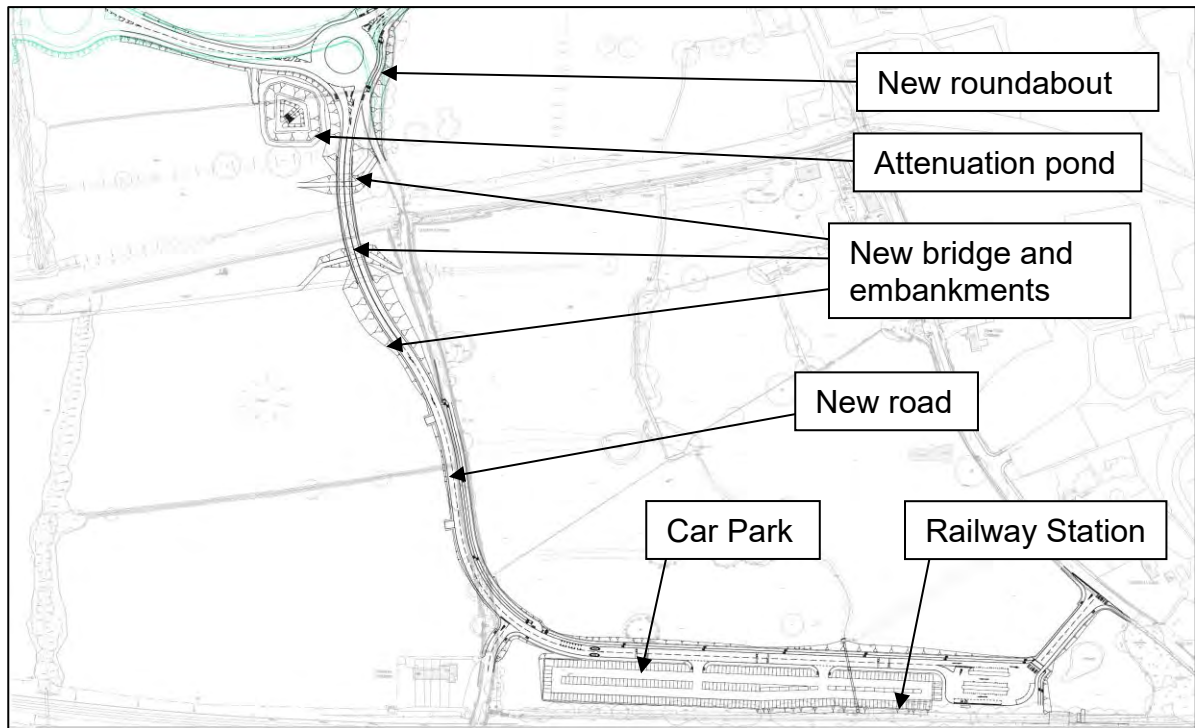 New roundabout
Attenuation pond
New bridge and
embankments
New road
Car Park
Railway Station